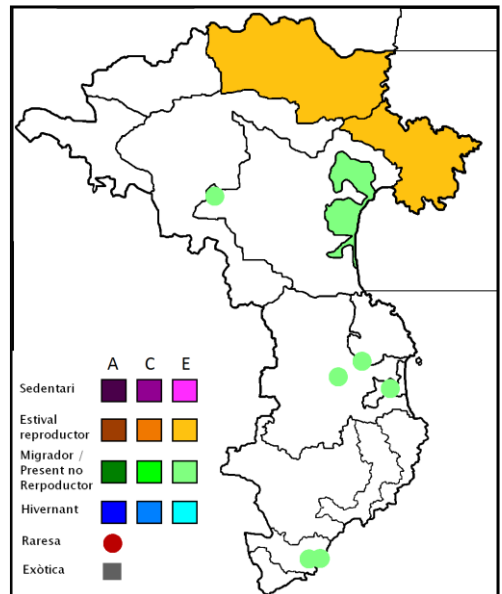 A C E
Sedentari
Estival
reproductor
Migrador /
Present no
Rerpoductor
Hivernant
Raresa
Exòtica